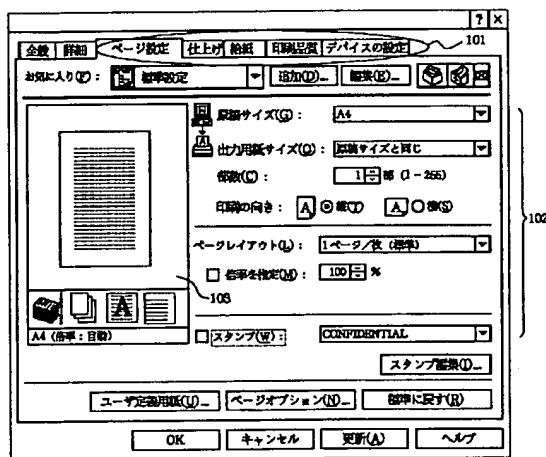 ? ×
全般 詳細 ページ設定 仕上げ 給紙 印刷品質 デバイスの設定
101
お気に入り(F): 標準設定 追加(D)... 編集(E)...
原稿サイズ(G): A4
出力用紙サイズ(O): 原稿サイズと同じ
部数(C): 1 部 (1 - 255)
印刷の向き: A 縦(T) A 横(S)
102
ページレイアウト(L): 1ページ/枚 (標準)
倍率を指定(M): 100 %
103
A
A4 (倍率:自動)
スタンプ(W): CONFIDENTIAL
スタンプ編集(I)...
ユーザ定義用紙(U)... ページオプション(N)... 標準に戻す(R)
OK キャンセル 更新(A) ヘルプ